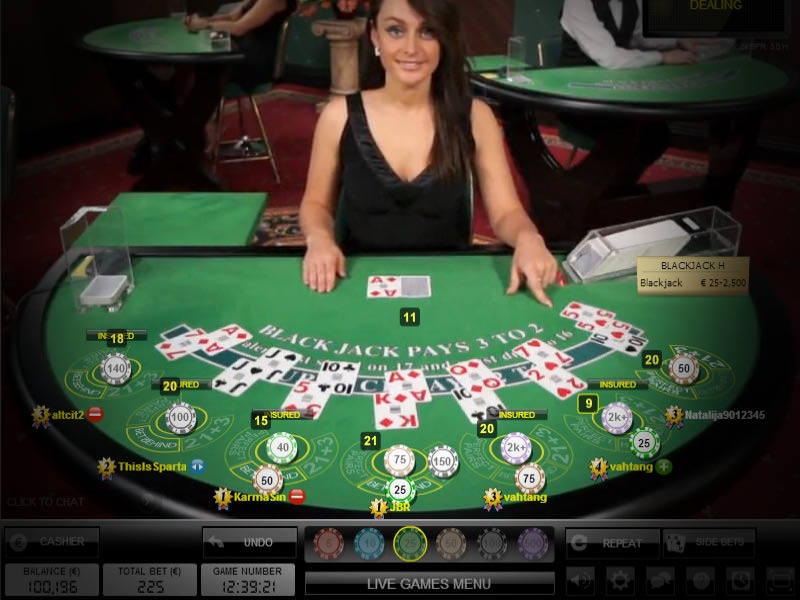 DEALING
BLACKJACK H
Blackjack € 25-2,500
11
BLACK JACK PAYS 3 TO 2
INSURED
18
140
altcit2
20
100
ThisIsSparta
INSURED
15
40
50
KarmaSin
21
75
150
25
JBR
INSURED
20
2K+
75
vahtang
INSURED
9
2K+
25
vahtang
20
50
Natalija9012345
21+3
CLICK TO CHAT
CASHIER
UNDO
25
REPEAT
SIDE BETS
BALANCE (€)
100,196
TOTAL BET (€)
225
GAME NUMBER
12:39:21
LIVE GAMES MENU